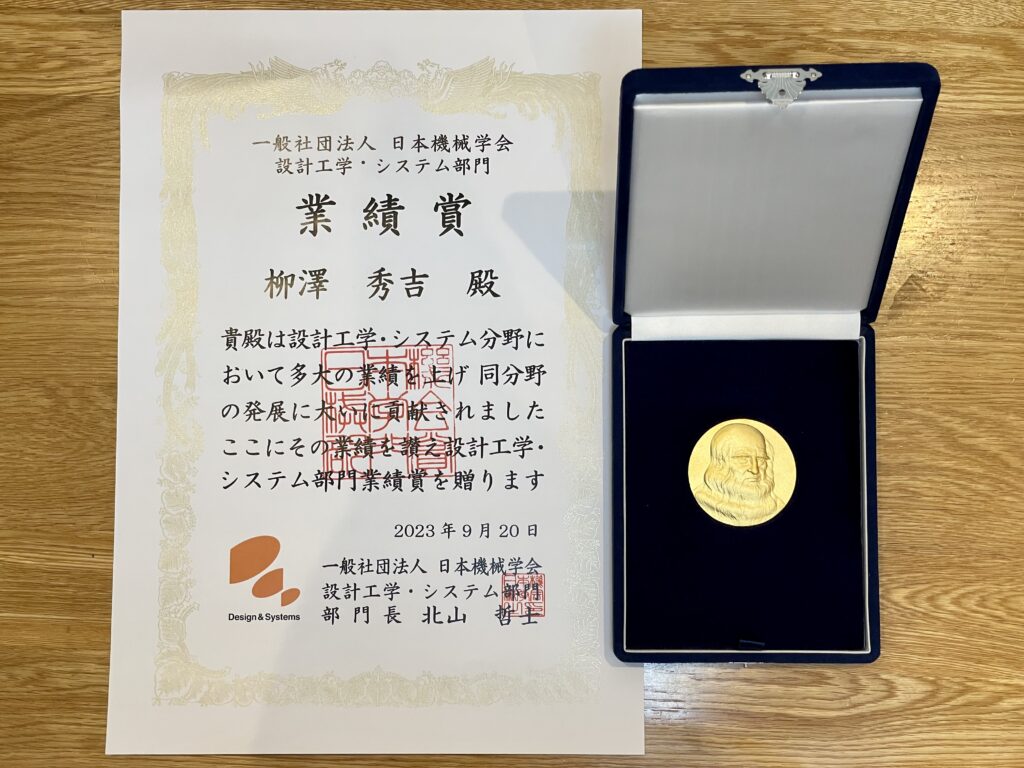 一般社団法人 日本機械学会
設計工学・システム部門
業績賞
柳澤 秀吉 殿
貴殿は設計工学・システム分野に
おいて多大の業績を上げ 同分野
の発展に大いに貢献されました
ここにその業績を讃え設計工学・
システム部門業績賞を贈ります
2023年9月20日
一般社団法人 日本機械学会
設計工学・システム部門
部門長 北山 哲士
Design & Systems